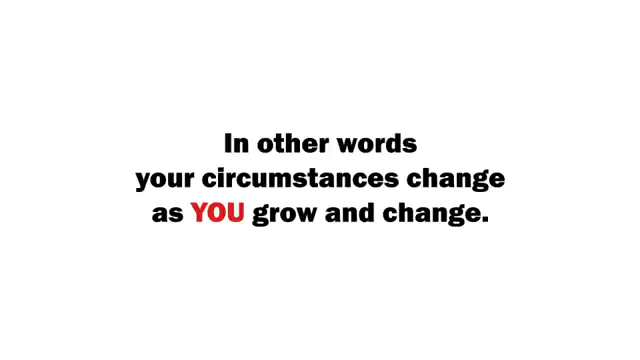 In other words
your circumstances change
as YOU grow and change.